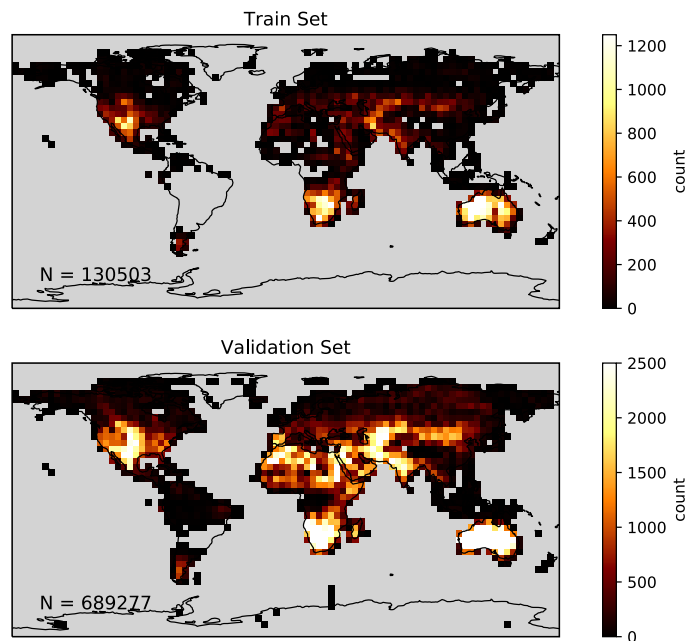 Train Set
1200
1000
800
600
400
200
0
count
N = 130503
Validation Set
2500
2000
1500
1000
500
0
count
N = 689277